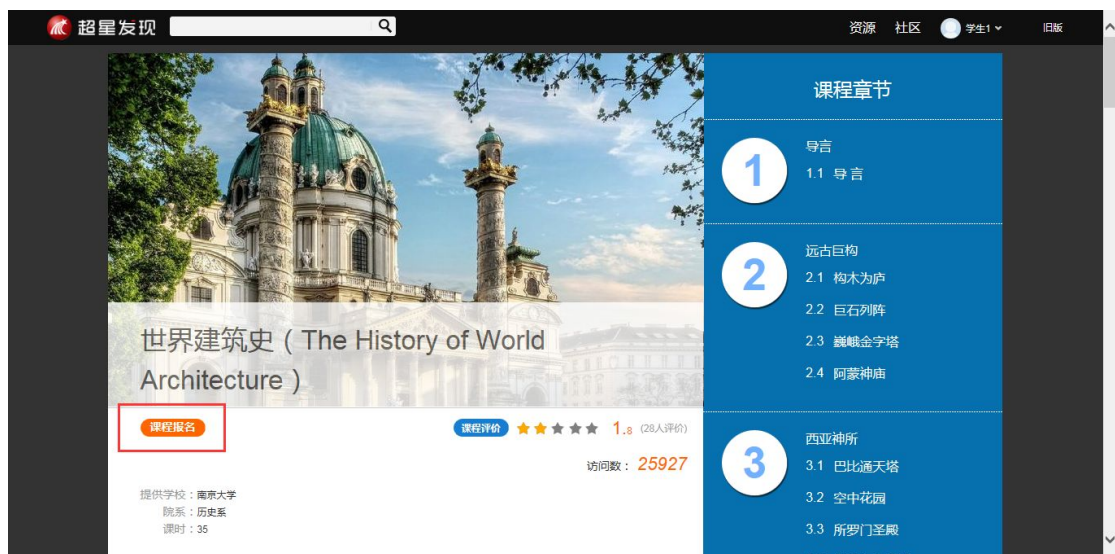 超星发现
资源 社区 学生1 旧版
世界建筑史（The History of World
Architecture）
课程报名
课程评价 1.8 (28人评价)
访问数： 25927
提供学校：南京大学
院系：历史系
课时：35
课程章节
1
导言
1.1 导 言
2
远古巨构
2.1 构木为庐
2.2 巨石列阵
2.3 巍峨金字塔
2.4 阿蒙神庙
3
西亚神所
3.1 巴比通天塔
3.2 空中花园
3.3 所罗门圣殿